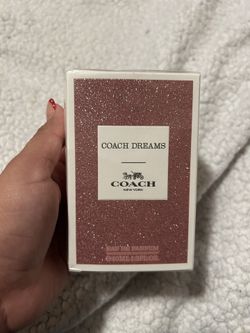 COACH DREAMS
COACH
NEW YORK
EAU DE PARFUM